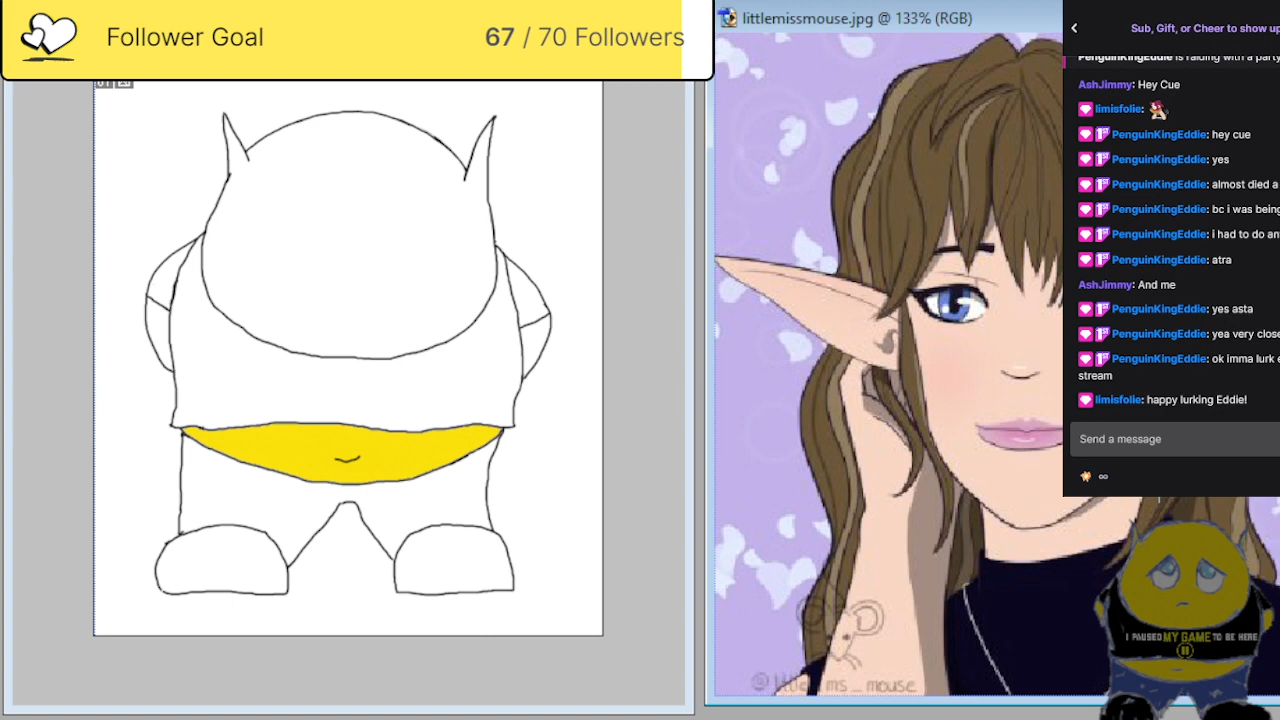 Follower Goal
67 / 70 Followers
littlemissmouse.jpg @ 133% (RGB)
Sub, Gift, or Cheer to show up
PenguinKingEddie is raiding with a party
AshJimmy: Hey Cue
limisfolie:
PenguinKingEddie: hey cue
PenguinKingEddie: yes
PenguinKingEddie: almost died a
PenguinKingEddie: bc i was being
PenguinKingEddie: i had to do an
PenguinKingEddie: atra
AshJimmy: And me
PenguinKingEddie: yes asta
PenguinKingEddie: yea very close
PenguinKingEddie: ok imma lurk e
stream
limisfolie: happy lurking Eddie!
Send a message
∞
I PAUSED MY GAME TO BE HERE